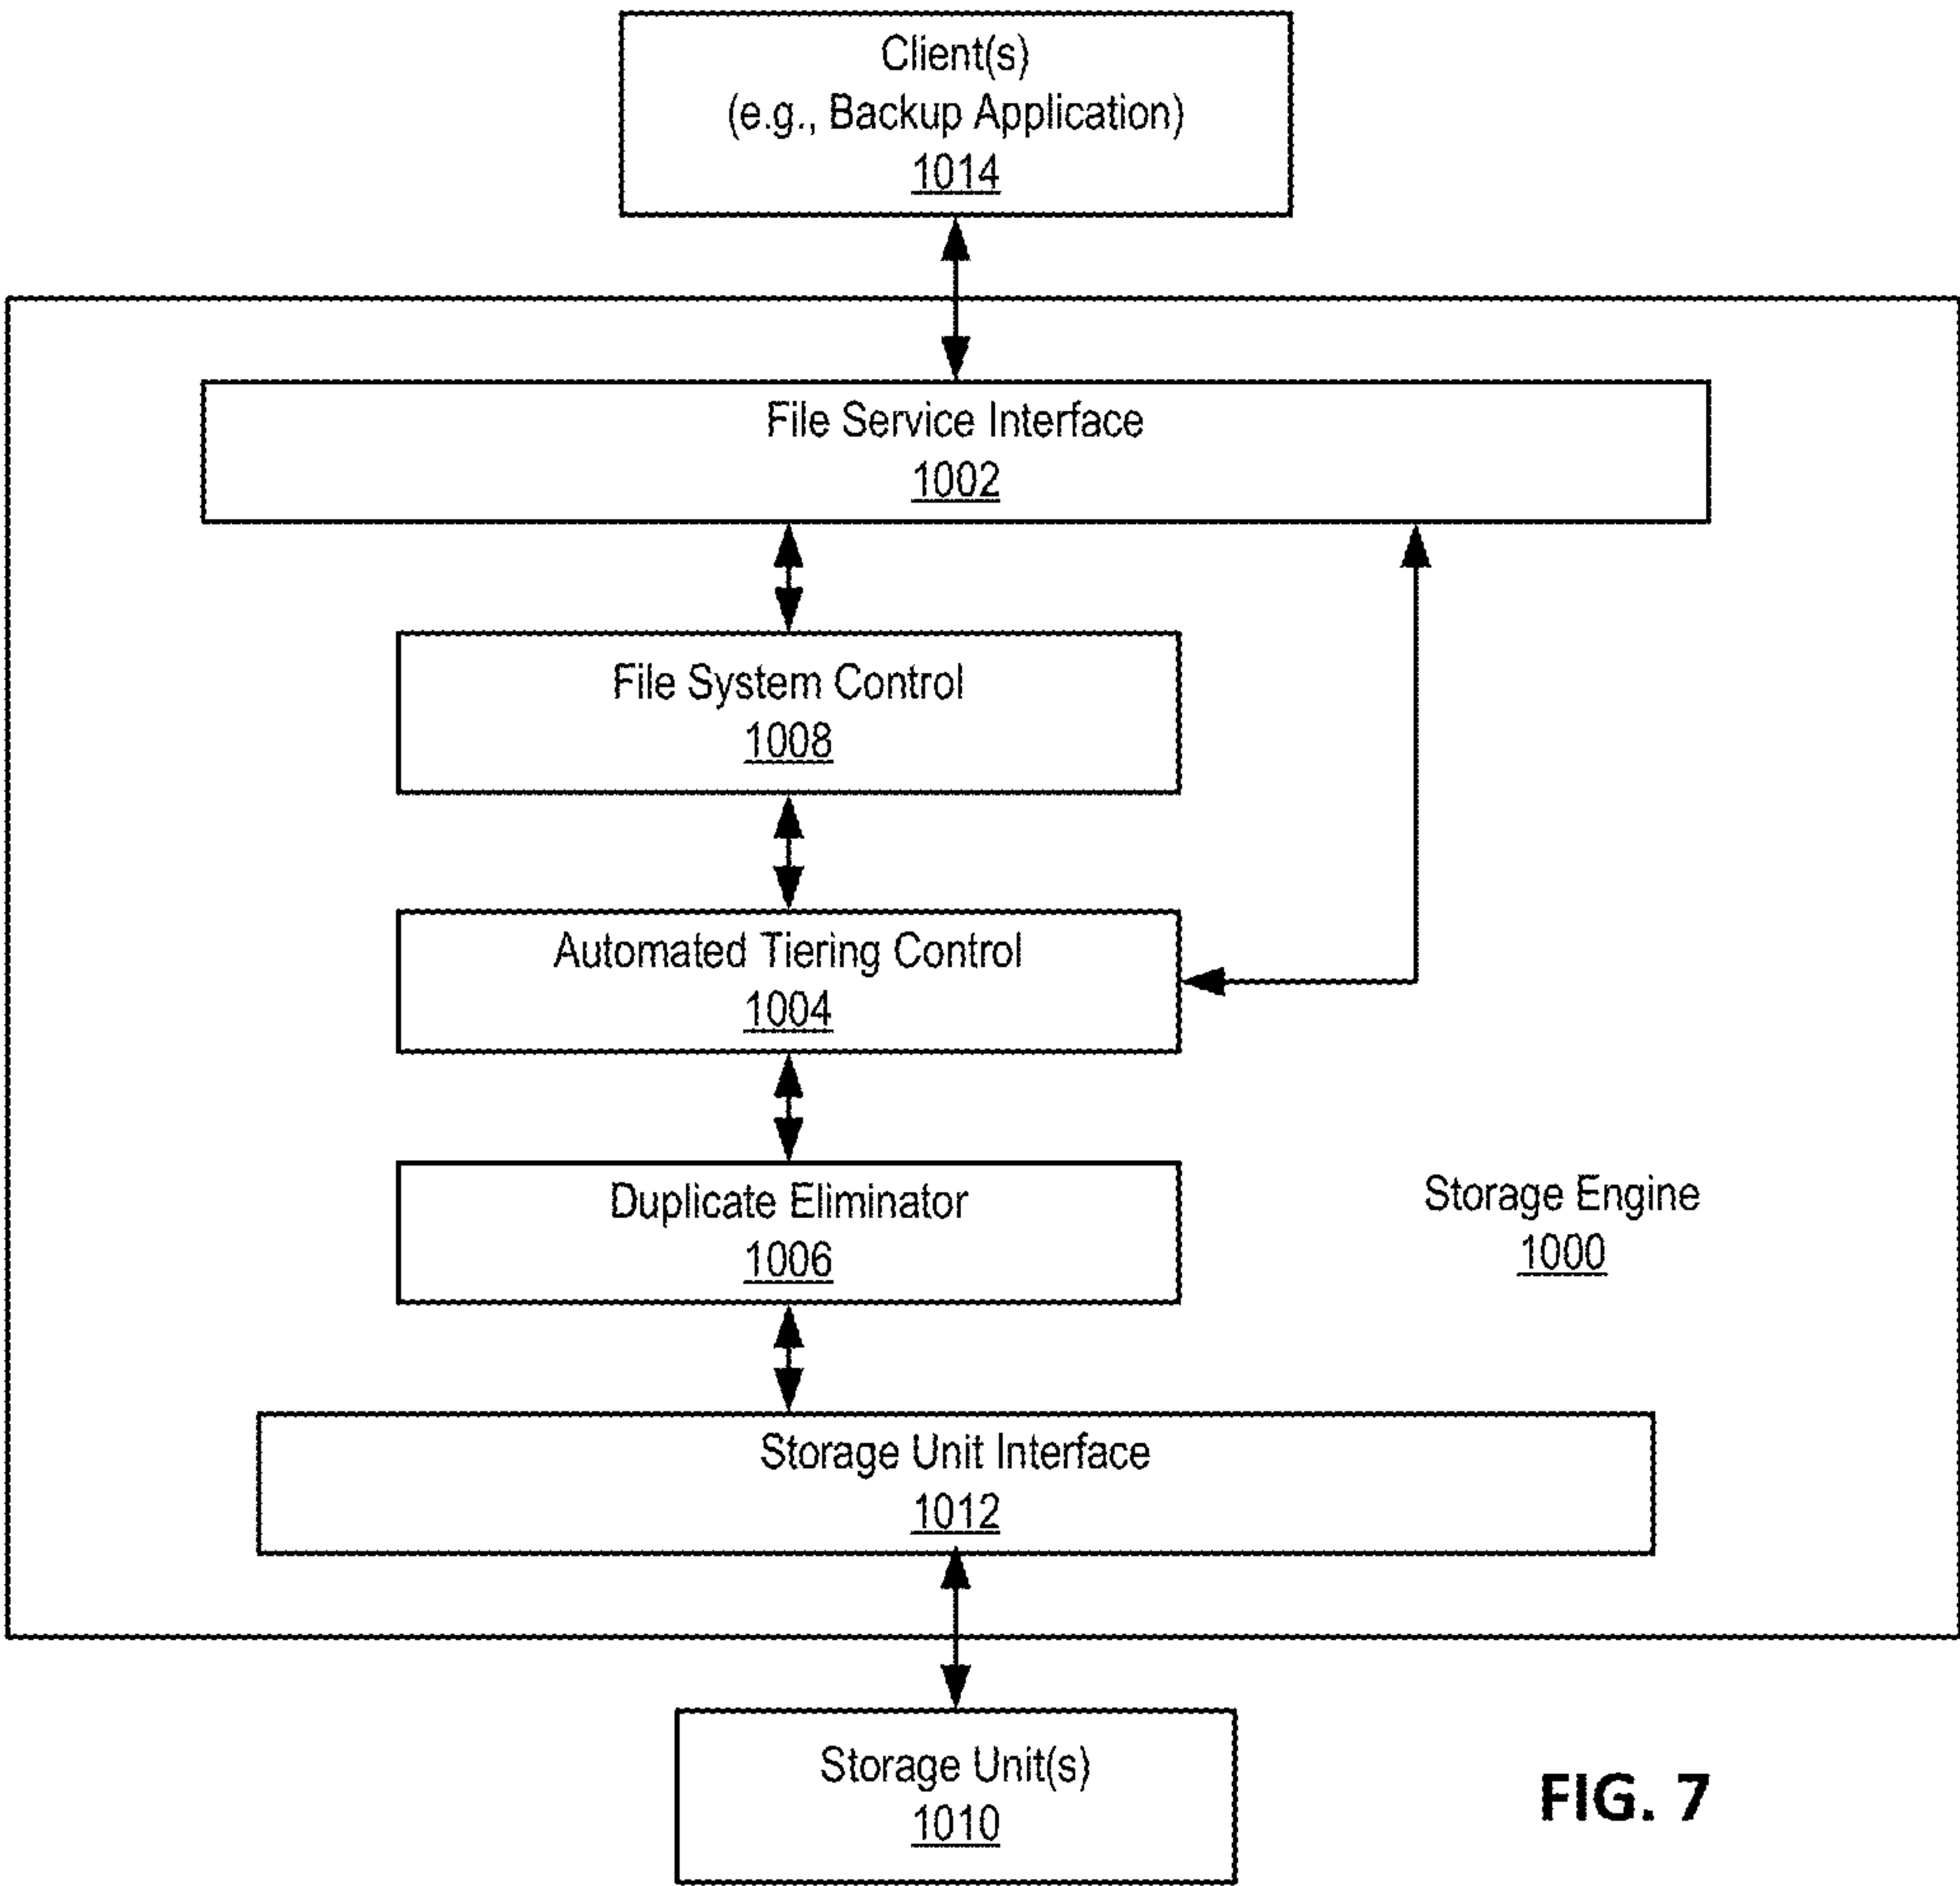 Client(s)
(e.g., Backup Application)
1014
File Service Interface
1002
File System Control
1008
Automated Tiering Control
1004
Duplicate Eliminator
1006
Storage Engine
1000
Storage Unit Interface
1012
Storage Unit(s)
1010
FIG. 7